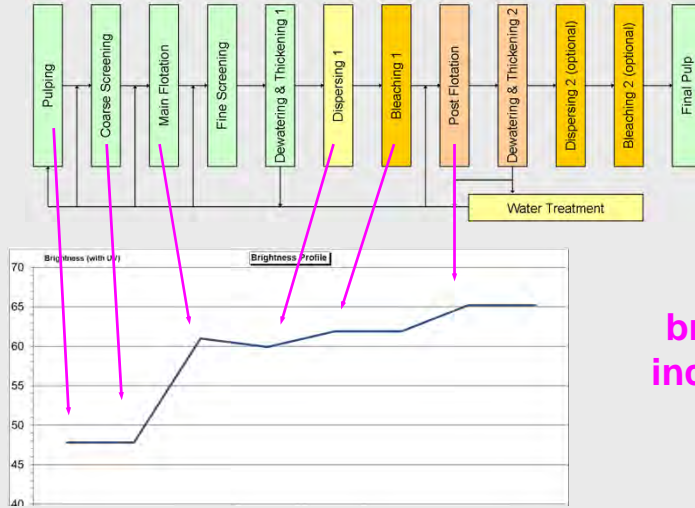 Pulping
Coarse Screening
Main Flotation
Fine Screening
Dewatering & Thickening 1
Dispersing 1
Bleaching 1
Post Flotation
Dewatering & Thickening 2
Dispersing 2 (optional)
Bleaching 2 (optional)
Final Pulp
Water Treatment
Brightness (with UV)
Brightness Profile
70
65
60
55
50
45
40